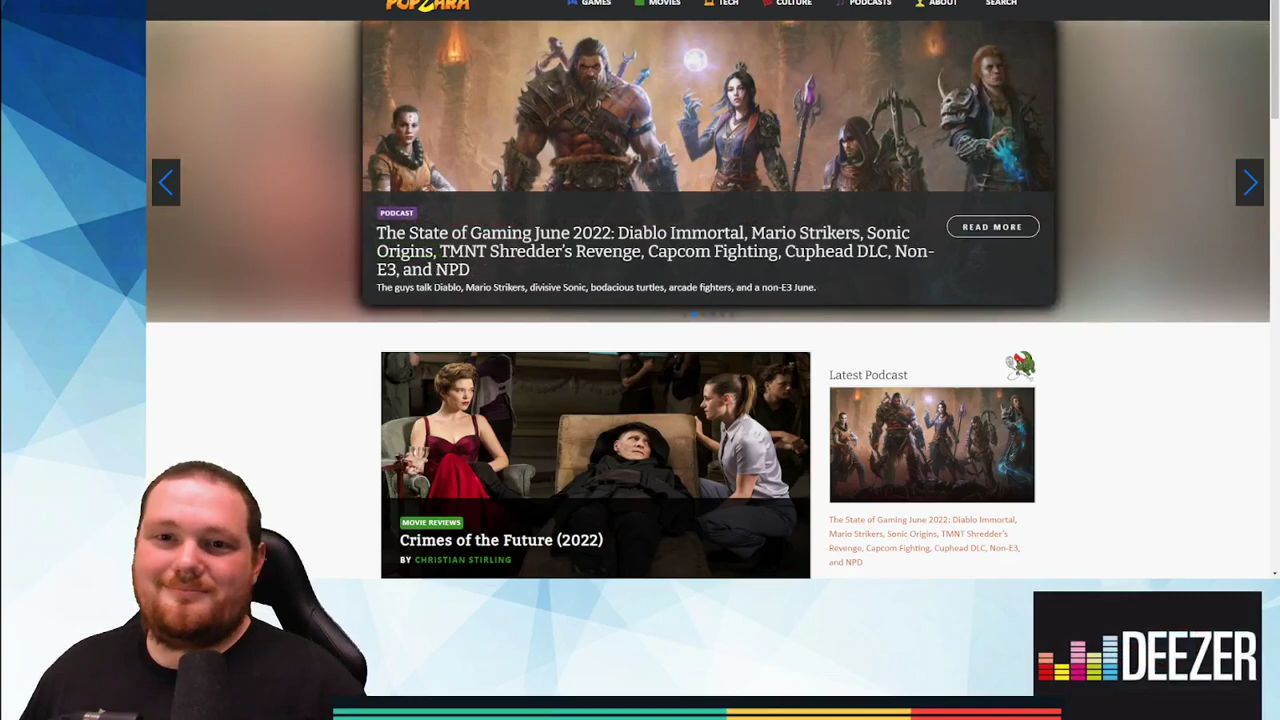 POPZARA
GAMES
MOVIES
TECH
CULTURE
PODCASTS
ABOUT
SEARCH
PODCAST
The State of Gaming June 2022: Diablo Immortal, Mario Strikers, Sonic
Origins, TMNT Shredder’s Revenge, Capcom Fighting, Cuphead DLC, Non-
E3, and NPD
The guys talk Diablo, Mario Strikers, divisive Sonic, bodacious turtles, arcade fighters, and a non-E3 June.
READ MORE
MOVIE REVIEWS
Crimes of the Future (2022)
BY CHRISTIAN STIRLING
Latest Podcast
The State of Gaming June 2022: Diablo Immortal,
Mario Strikers, Sonic Origins, TMNT Shredder’s
Revenge, Capcom Fighting, Cuphead DLC, Non-E3,
and NPD
DEEZER